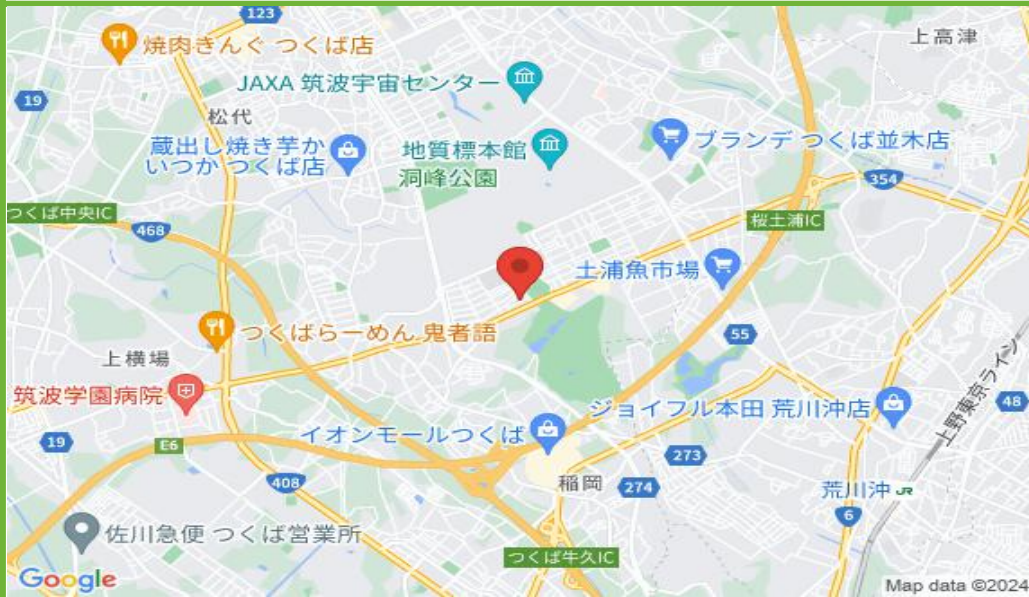 123
焼肉きんぐ つくば店
上高津
JAXA 筑波宇宙センター
19
松代
蔵出し焼き芋か
いつか つくば店
地質標本館
洞峰公園
ブランデ つくば並木店
354
つくば中央IC
468
桜土浦IC
土浦魚市場
つくばらーめん 鬼者語
55
上横場
筑波学園病院
ジョイフル本田 荒川沖店
上野東京ライン
48
19
E6
イオンモールつくば
273
408
稲岡
274
荒川沖 JR
6
佐川急便 つくば営業所
つくば牛久IC
Google
Map data ©2024